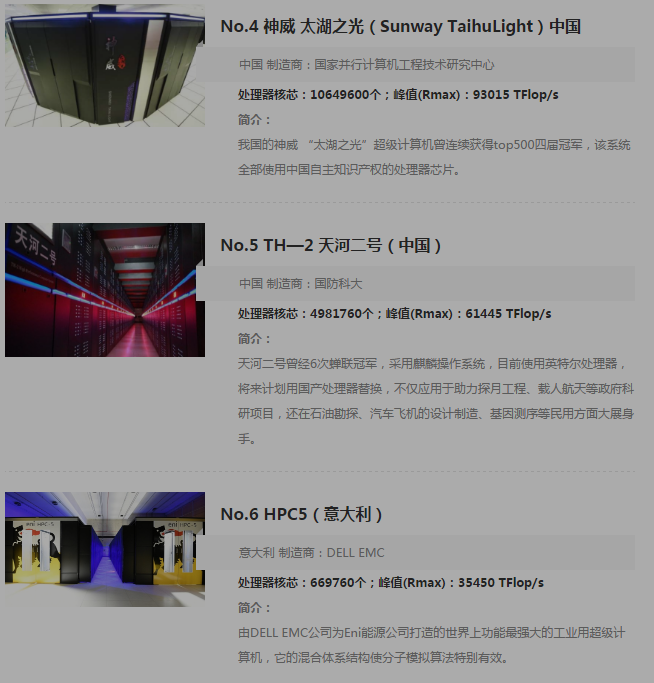 No.4 神威 太湖之光（Sunway TaihuLight）中国
神威
中国 制造商：国家并行计算机工程技术研究中心
处理器核芯：10649600个；峰值(Rmax)：93015 TFlop/s
简介：
我国的神威 “太湖之光”超级计算机曾连续获得top500四届冠军，该系统
全部使用中国自主知识产权的处理器芯片。
No.5 TH—2 天河二号（中国）
天河二号
中国 制造商：国防科大
处理器核芯：4981760个；峰值(Rmax)：61445 TFlop/s
简介：
天河二号曾经6次蝉联冠军，采用麒麟操作系统，目前使用英特尔处理器，
将来计划用国产处理器替换，不仅应用于助力探月工程、载人航天等政府科
研项目，还在石油勘探、汽车飞机的设计制造、基因测序等民用方面大展身
手。
No.6 HPC5（意大利）
eni HPC·5
eni HPC·5
意大利 制造商：DELL EMC
处理器核芯：669760个；峰值(Rmax)：35450 TFlop/s
简介：
由DELL EMC公司为Eni能源公司打造的世界上功能最强大的工业用超级计
算机，它的混合体系结构使分子模拟算法特别有效。